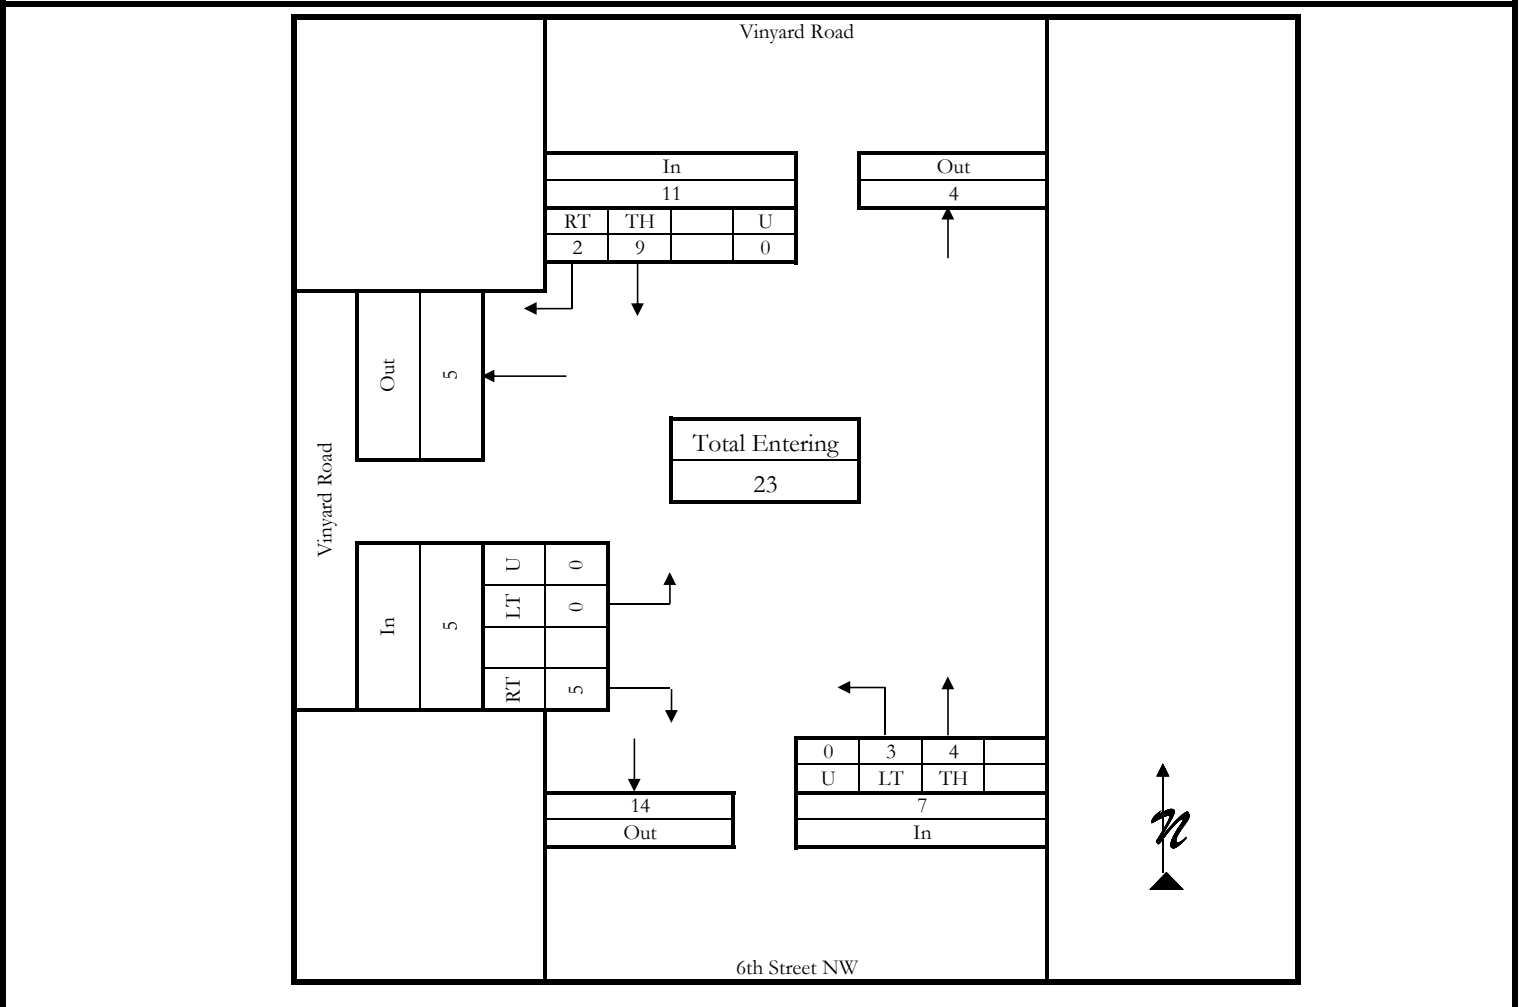 Vinyard Road
In
Out
11
4
RT TH U
2 9 0
Out 5
Total Entering
23
Vinyard Road
In 5
U 0
LT 0
RT 5
0 3 4
U LT TH
14
7
Out
In
n
6th Street NW